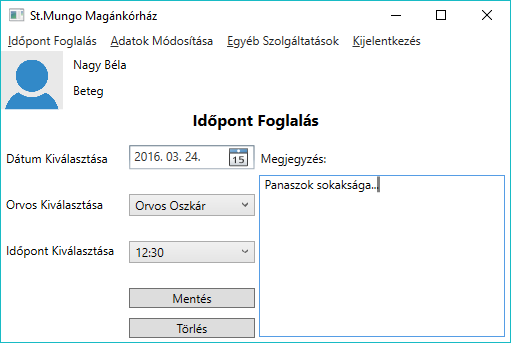 St.Mungo Magánkórház
Időpont Foglalás Adatok Módosítása Egyéb Szolgáltatások Kijelentkezés
Nagy Béla
Beteg
Időpont Foglalás
Dátum Kiválasztása 2016. 03. 24. 15 Megjegyzés:
Panaszok sokaksága...
Orvos Kiválasztása Orvos Oszkár
Időpont Kiválasztása 12:30
Mentés
Törlés